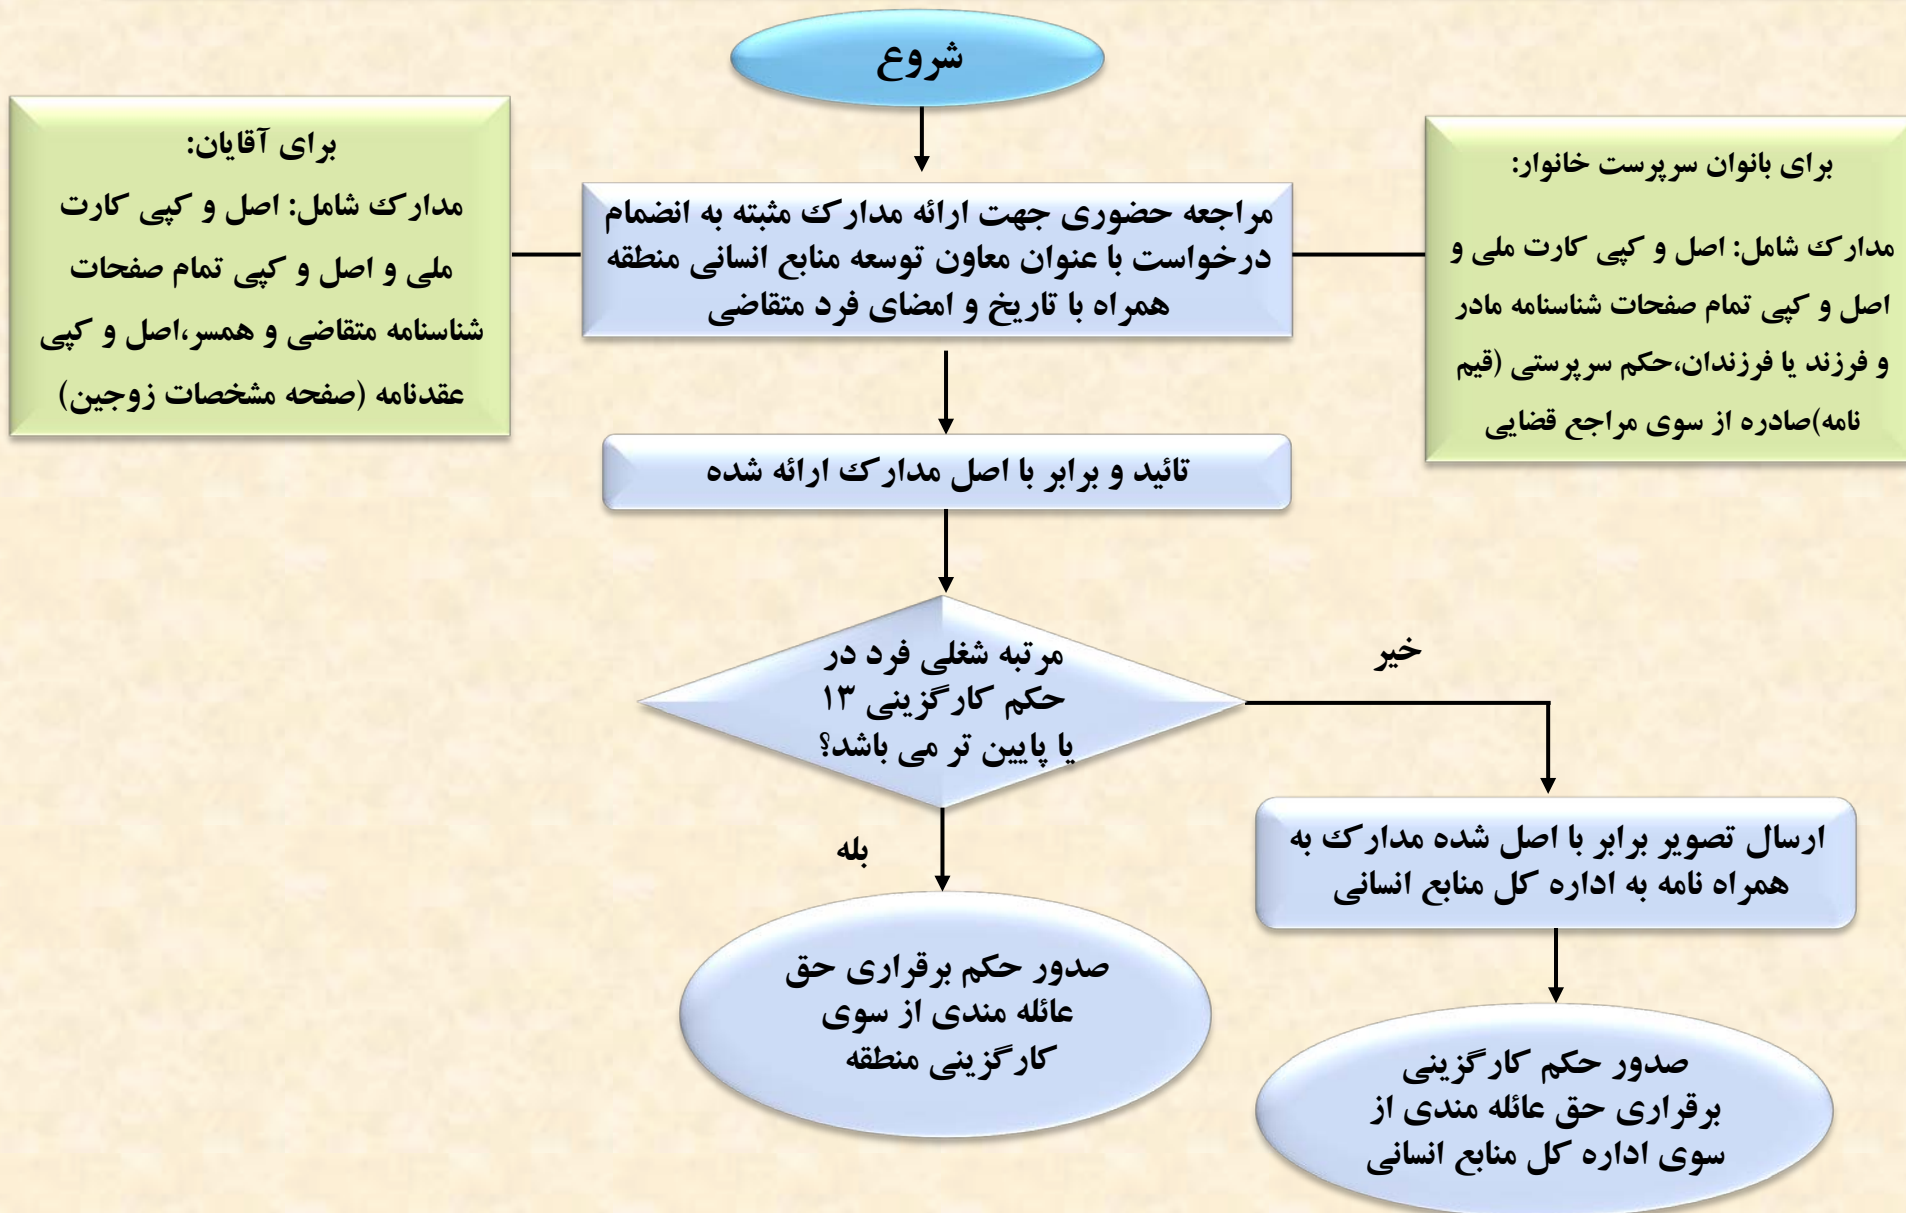 شروع
برای آقایان:
مدارک شامل: اصل و کپی کارت
ملی و اصل و کپی تمام صفحات
شناسنامه متقاضی و همسر،اصل و کپی
عقدنامه (صفحه مشخصات زوجین)
مراجعه حضوری جهت ارائه مدارک مثبته به انضمام
درخواست با عنوان معاون توسعه منابع انسانی منطقه
همراه با تاریخ و امضای فرد متقاضی
برای بانوان سرپرست خانوار:
مدارک شامل: اصل و کپی کارت ملی و
اصل و کپی تمام صفحات شناسنامه مادر
و فرزند یا فرزندان،حکم سرپرستی (قیم
نامه)صادره از سوی مراجع قضایی
تائید و برابر با اصل مدارک ارائه شده
مرتبه شغلی فرد در
حکم کارگزینی ۱۳
یا پایین تر می باشد؟
خیر
بله
ارسال تصویر برابر با اصل شده مدارک به
همراه نامه به اداره کل منابع انسانی
صدور حکم برقراری حق
عائله مندی از سوی
کارگزینی منطقه
صدور حکم کارگزینی
برقراری حق عائله مندی از
سوی اداره کل منابع انسانی